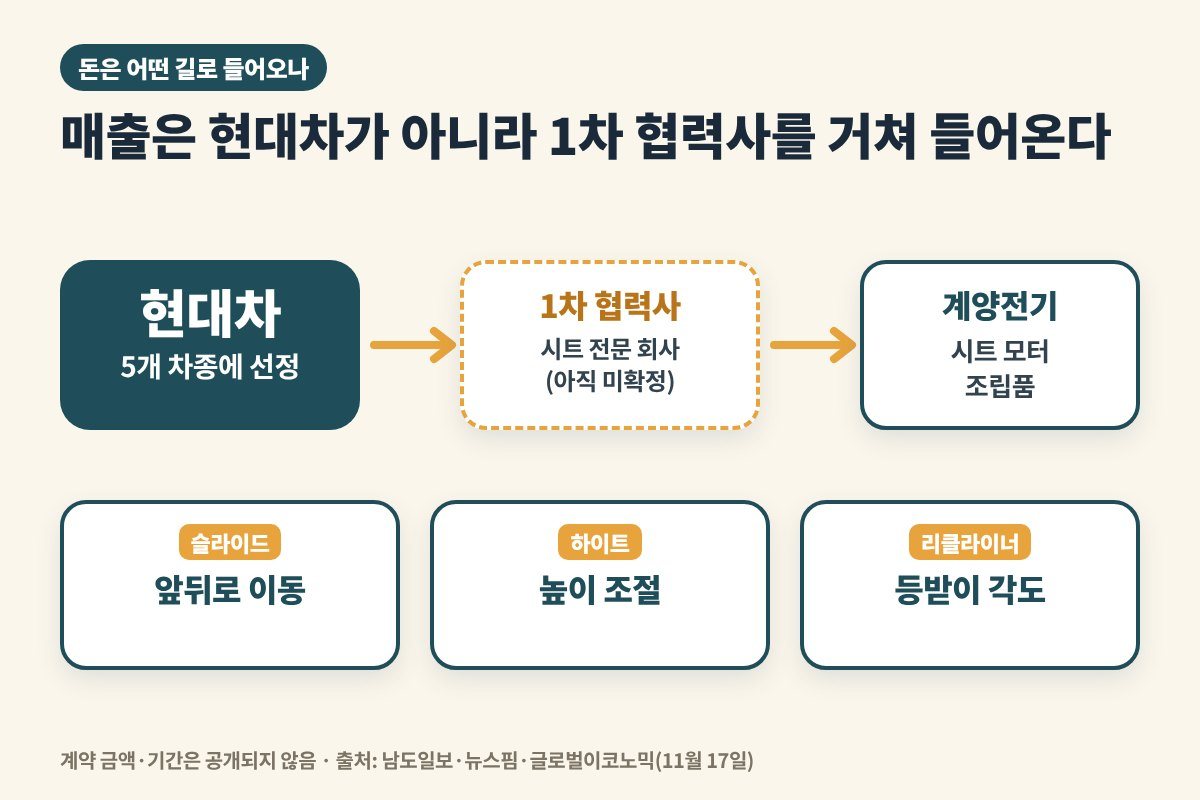 돈은 어떤 길로 들어오나
매출은 현대차가 아니라 1차 협력사를 거쳐 들어온다
현대차
5개 차종에 선정
1차 협력사
시트 전문 회사
(아직 미확정)
계양전기
시트 모터
조립품
슬라이드
앞뒤로 이동
하이트
높이 조절
리클라이너
등받이 각도
계약 금액·기간은 공개되지 않음 · 출처: 남도일보·뉴스핌·글로벌이코노믹(11월 17일)